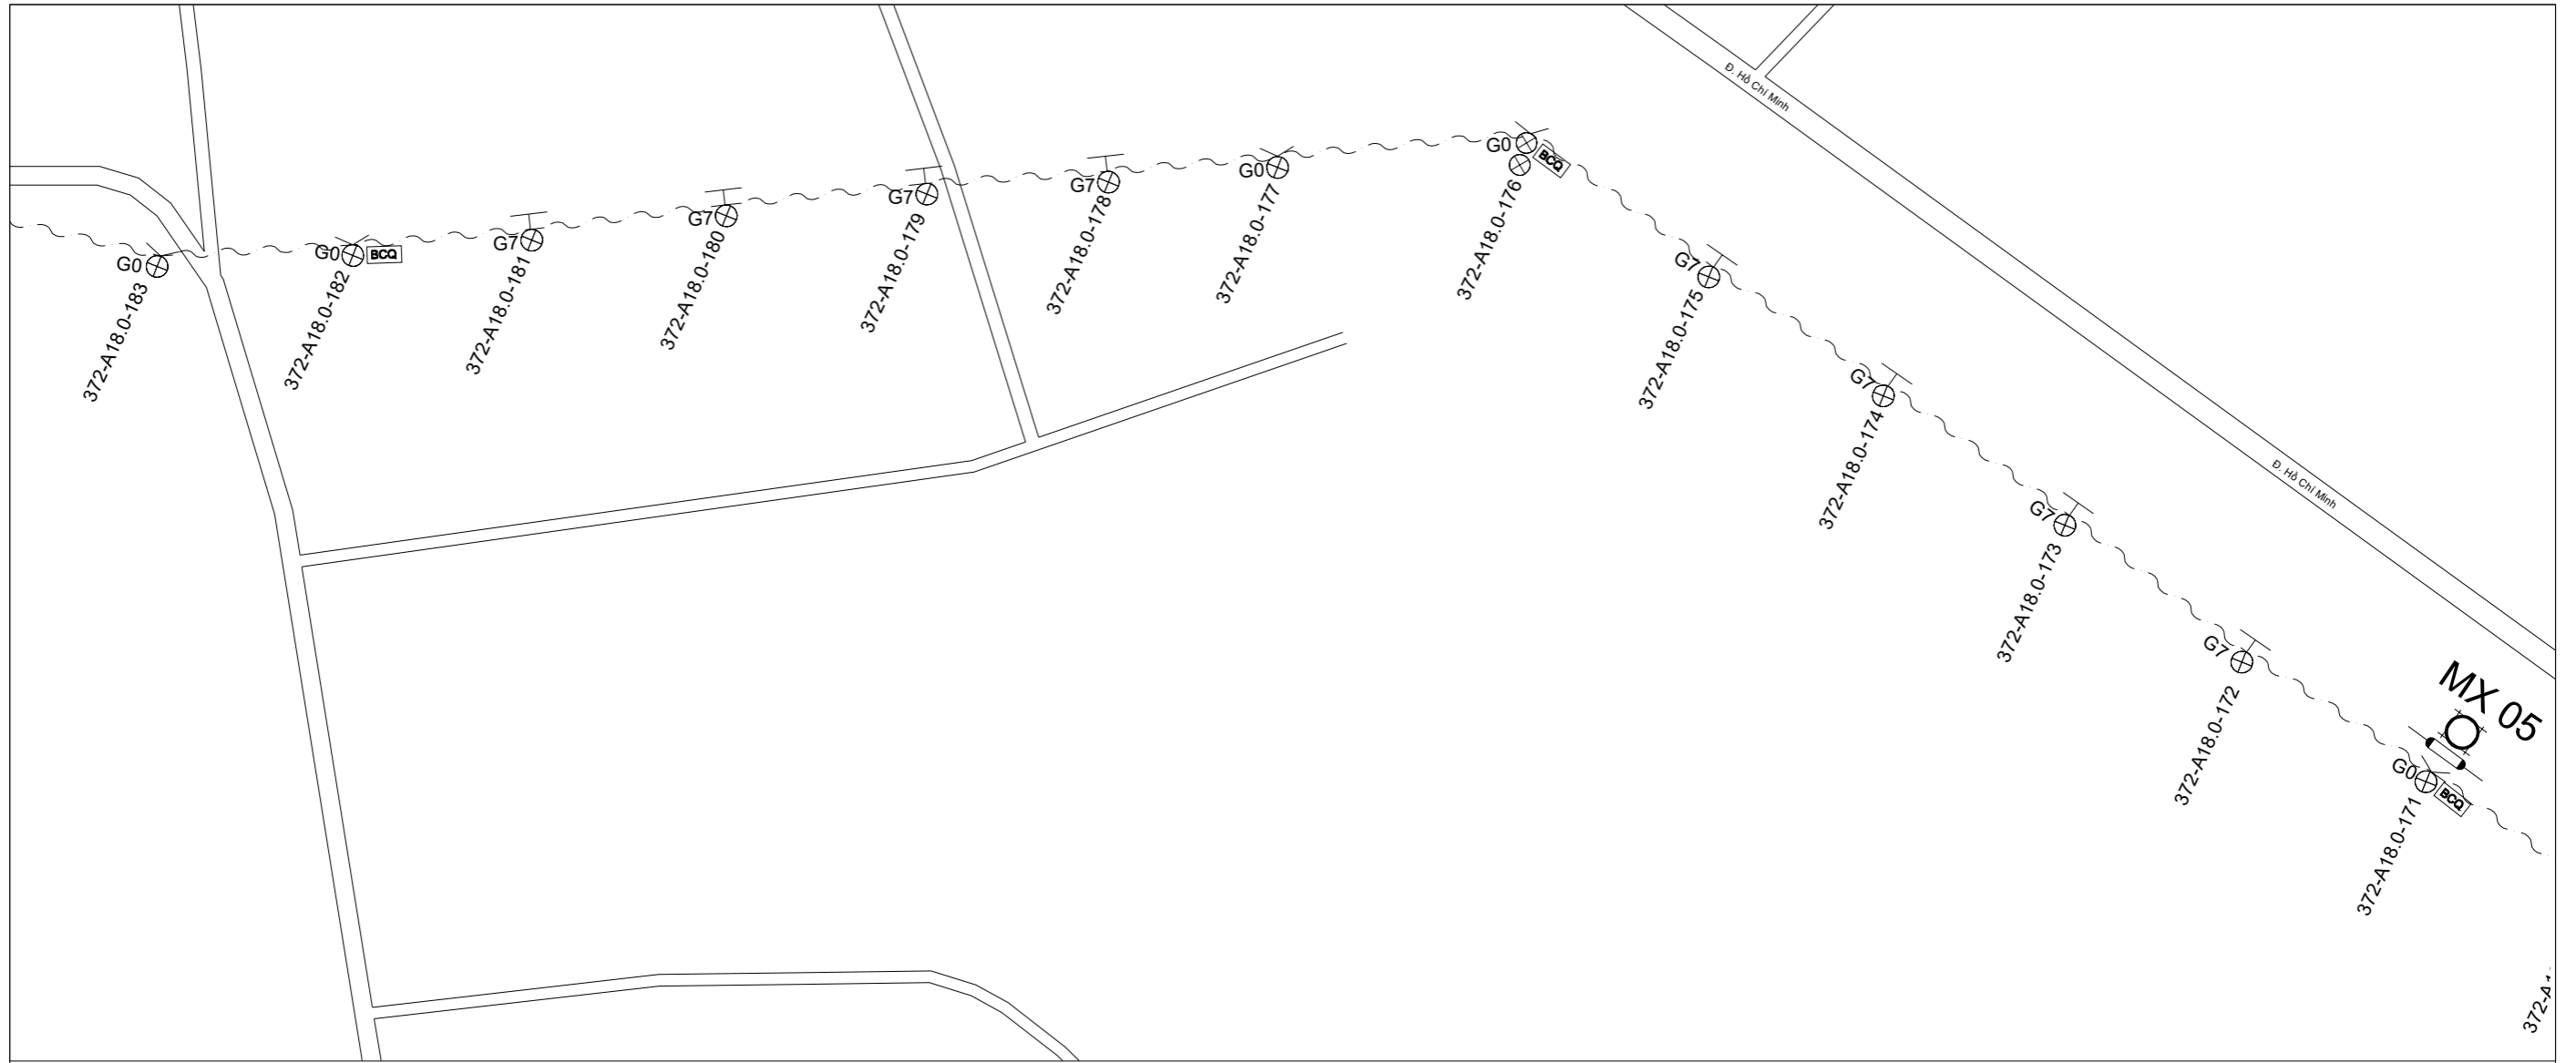 Đ. Hồ Chí Minh
G0
BCQ
372-A18.0-176
G0
372-A18.0-177
G7
372-A18.0-178
G7
372-A18.0-179
G7
372-A18.0-180
G7
372-A18.0-181
G0
BCQ
372-A18.0-182
G0
372-A18.0-183
G7
372-A18.0-175
G7
372-A18.0-174
Đ. Hồ Chí Minh
G7
372-A18.0-173
G7
372-A18.0-172
MX 05
G0
BCQ
372-A18.0-171